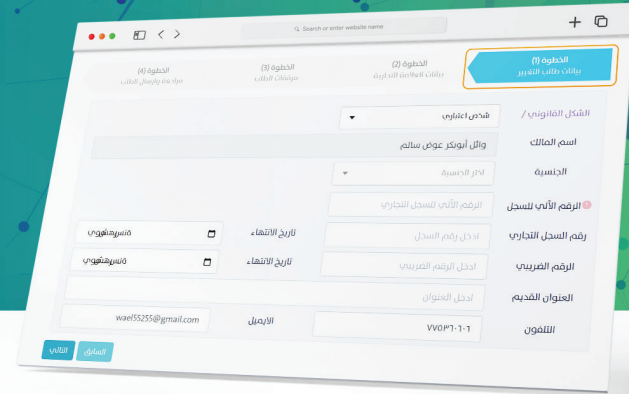 Search or enter website name
الخطوة (1)
بيانات طالب التغيير
الخطوة (2)
بيانات العلامة التجارية
الخطوة (3)
مرفقات الطلب
الخطوة (4)
مراجعة وإرسال الطلب
الشكل القانوني /
شخص اعتباري
اسم المالك
وائل أبوبكر عوض سالم
الجنسية
اختر الجنسية
الرقم الآلي للسجل
الرقم الآلي للسجل التجاري
رقم السجل التجاري
ادخل رقم السجل
تاريخ الانتهاء
الرقم الضريبي
ادخل الرقم الضريبي
تاريخ الانتهاء
العنوان القديم
ادخل العنوان
التلفون
٧٧٥٣٦٠٦٠٦
الايميل
wael55255@gmail.com
السابق
التالي